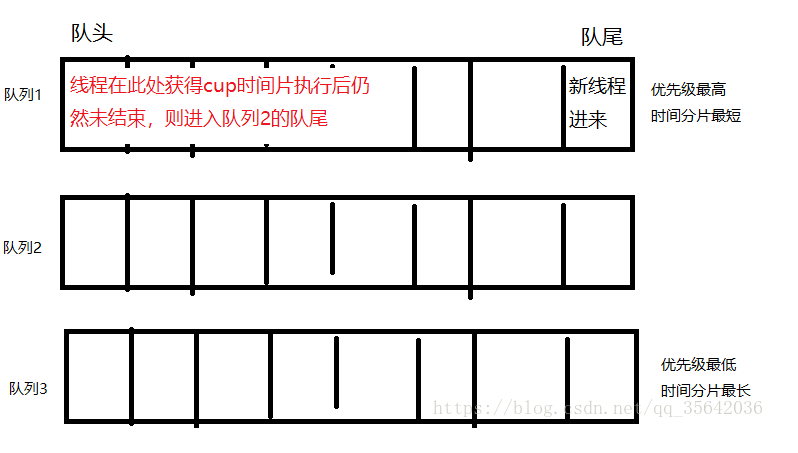 队头
队尾
队列1
线程在此处获得cup时间片执行后仍
然未结束，则进入队列2的队尾
新线程
进来
优先级最高
时间分片最短
队列2
队列3
优先级最低
时间分片最长
https://blog.csdn.net/qq_35642036